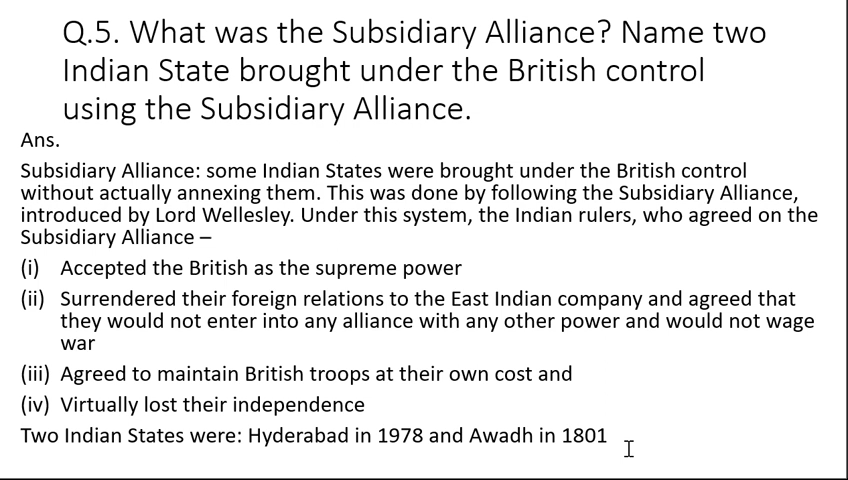 Q.5. What was the Subsidiary Alliance? Name two
Indian State brought under the British control
using the Subsidiary Alliance.
Ans.
Subsidiary Alliance: some Indian States were brought under the British control
without actually annexing them. This was done by following the Subsidiary Alliance,
introduced by Lord Wellesley. Under this system, the Indian rulers, who agreed on the
Subsidiary Alliance –
(i) Accepted the British as the supreme power
(ii) Surrendered their foreign relations to the East Indian company and agreed that
they would not enter into any alliance with any other power and would not wage
war
(iii) Agreed to maintain British troops at their own cost and
(iv) Virtually lost their independence
Two Indian States were: Hyderabad in 1978 and Awadh in 1801